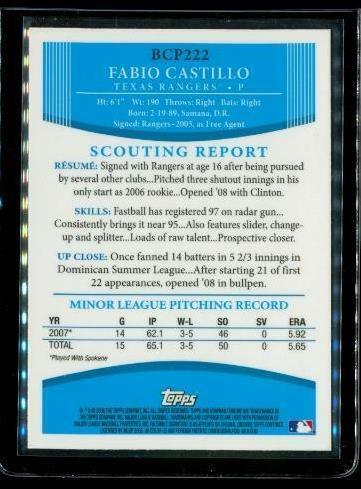 BCP222
FABIO CASTILLO
TEXAS RANGERS • P
Ht: 6'1" Wt: 190 Throws: Right Bats: Right
Born: 2-19-89, Samana, D.R.
Signed: Rangers-2005, as Free Agent
SCOUTING REPORT
RÉSUMÉ: Signed with Rangers at age 16 after being pursued
by several other clubs...Pitched three shutout innings in his
only start as 2006 rookie...Opened '08 with Clinton.
SKILLS: Fastball has registered 97 on radar gun...
Consistently brings it near 95...Also features slider, change-
up and splitter...Loads of raw talent...Prospective closer.
UP CLOSE: Once fanned 14 batters in 5 2/3 innings in
Dominican Summer League...After starting 21 of first
22 appearances, opened '08 in bullpen.
MINOR LEAGUE PITCHING RECORD
YR G IP W-L SO SV ERA
2007* 14 62.1 3-5 46 0 5.92
TOTAL 15 65.1 3-5 50 0 5.65
*Played With Spokane
Topps